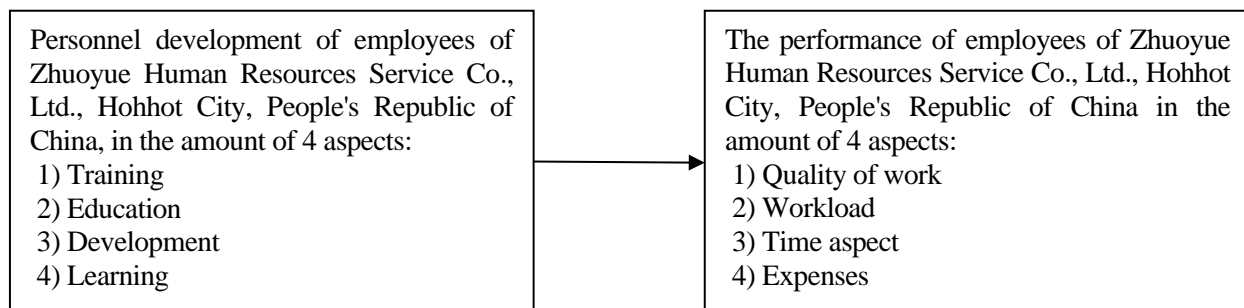 Personnel development of employees of
Zhuoyue Human Resources Service Co.,
Ltd., Hohhot City, People's Republic of
China, in the amount of 4 aspects:
1) Training
2) Education
3) Development
4) Learning
The performance of employees of Zhuoyue
Human Resources Service Co., Ltd., Hohhot
City, People's Republic of China in the
amount of 4 aspects:
1) Quality of work
2) Workload
3) Time aspect
4) Expenses